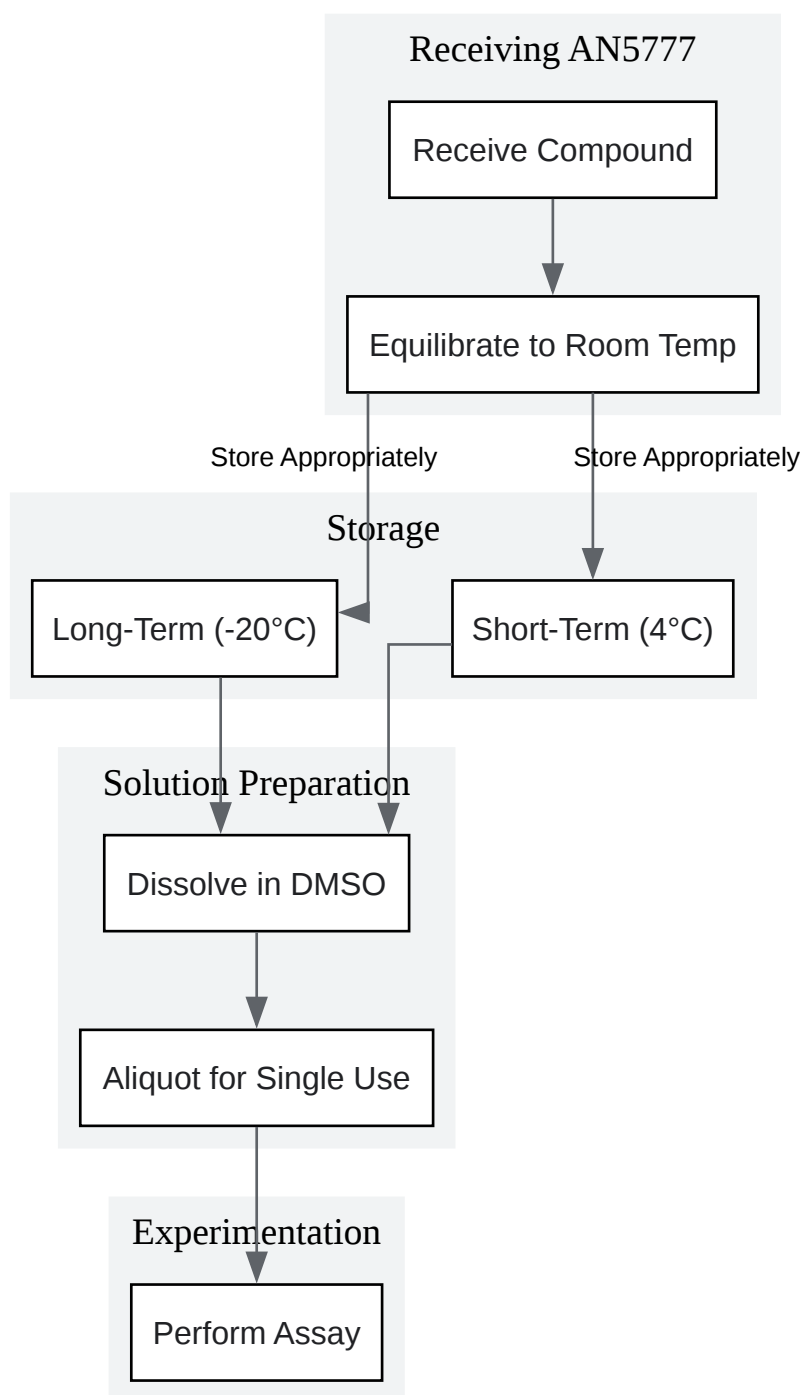 Receiving AN5777
Receive Compound
Equilibrate to Room Temp
Store Appropriately
Store Appropriately
Storage
Long-Term (-20°C)
Short-Term (4°C)
Solution Preparation
Dissolve in DMSO
Aliquot for Single Use
Experimentation
Perform Assay